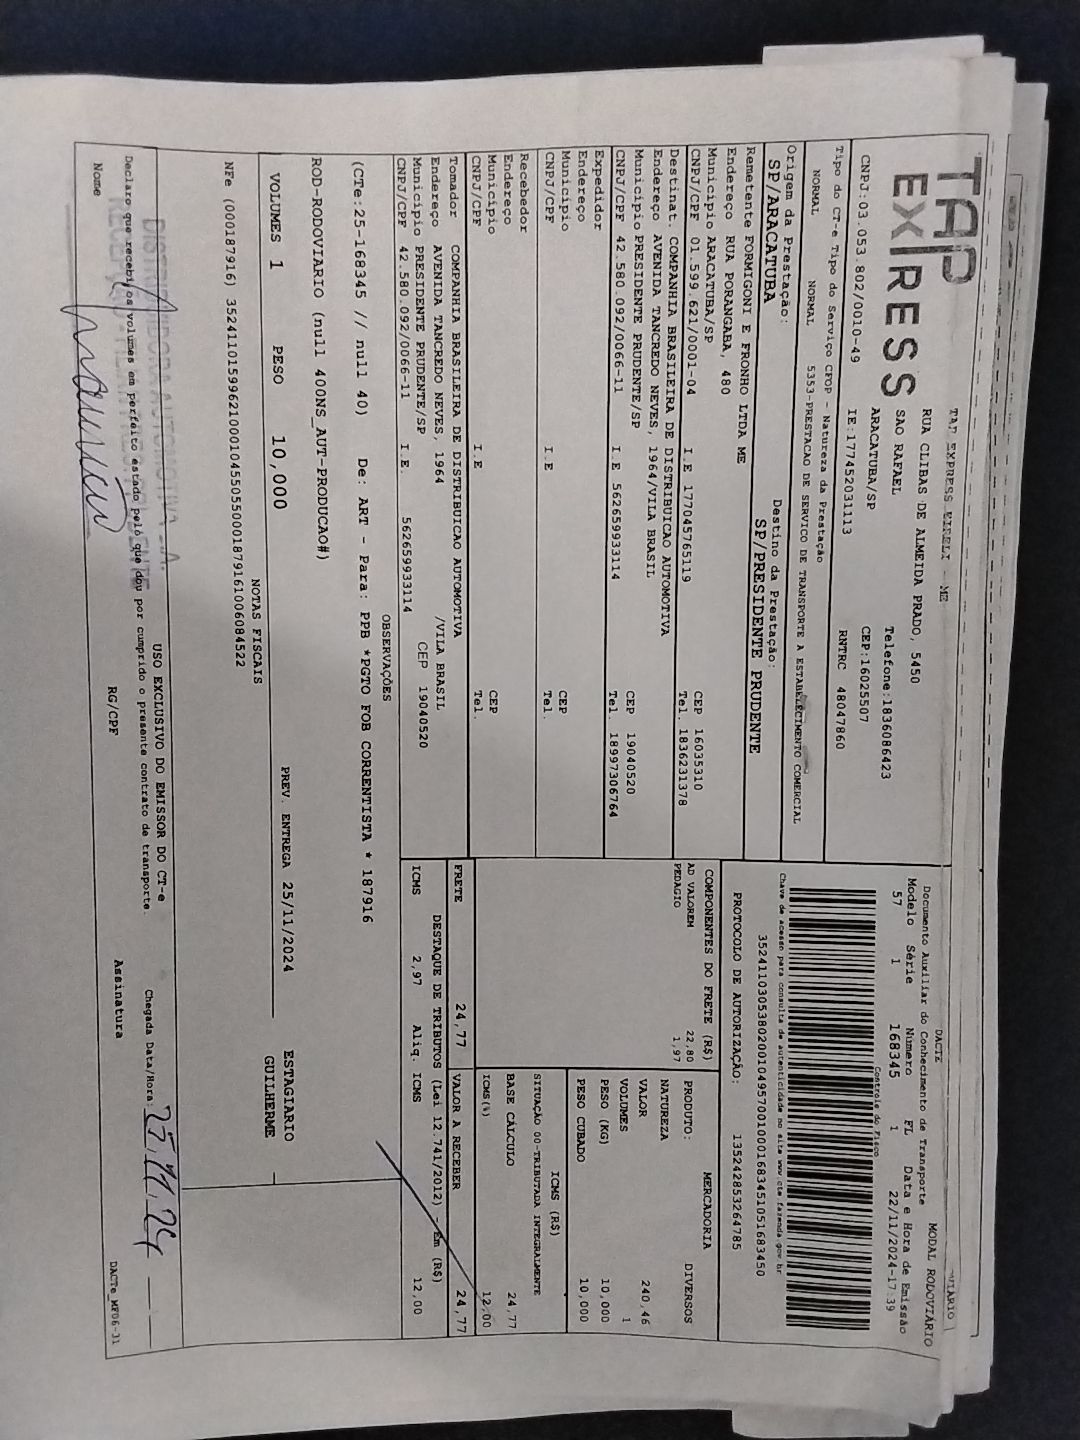 TAP
EXPRESS
TAP EXPRESS EIRELI - ME
RUA CLIBAS DE ALMEIDA PRADO, 5450
SAO RAFAEL Telefone:1836086423
ARACATUBA/SP CEP:16025507
CNPJ:03.053.802/0010-49 IE:177452031113 RNTRC 48047860
Tipo do CT-e Tipo do Serviço CFOP - Natureza da Prestação
NORMAL NORMAL 5353-PRESTACAO DE SERVICO DE TRANSPORTE A ESTABELECIMENTO COMERCIAL
Origem da Prestação: Destino da Prestação:
SP/ARACATUBA SP/PRESIDENTE PRUDENTE
Remetente FORMIGONI E FRONHO LTDA ME
Endereço RUA PORANGABA, 480
Município ARACATUBA/SP CEP 16035310
CNPJ/CPF 01.599.621/0001-04 I.E 177045765119 Tel. 1836231378
Destinat. COMPANHIA BRASILEIRA DE DISTRIBUICAO AUTOMOTIVA
Endereço AVENIDA TANCREDO NEVES, 1964/VILA BRASIL
Município PRESIDENTE PRUDENTE/SP CEP 19040520
CNPJ/CPF 42.580.092/0066-11 I.E 562659933114 Tel. 18997306764
Expedidor
Endereço
Município CEP
CNPJ/CPF I.E Tel.
Recebedor
Endereço
Município CEP
CNPJ/CPF I.E Tel.
Tomador COMPANHIA BRASILEIRA DE DISTRIBUICAO AUTOMOTIVA
Endereço AVENIDA TANCREDO NEVES, 1964 /VILA BRASIL
Município PRESIDENTE PRUDENTE/SP CEP 19040520
CNPJ/CPF 42.580.092/0066-11 I.E. 562659933114
DACTE MODAL RODOVIÁRIO
Documento Auxiliar do Conhecimento de Transporte
Modelo Série Número FL Data e Hora de Emissão
57 1 168345 1 22/11/2024-17:39
Controle do Fisco
Chave de acesso para consulta de autenticidade no site www.cte.fazenda.gov.br
35241103053802001049570010001683451051683450
PROTOCOLO DE AUTORIZAÇÃO: 135242853264785
COMPONENTES DO FRETE (R$)
AD VALOREM 22,80
PEDAGIO 1,97
PRODUTO: MERCADORIA
NATUREZA DIVERSOS
VALOR 240,46
VOLUMES 1
PESO (KG) 10,000
PESO CUBADO 10,000
ICMS (R$)
SITUAÇÃO 00-TRIBUTADA INTEGRALMENTE
BASE CÁLCULO 24,77
ICMS(%) 12,00
FRETE 24,77 VALOR A RECEBER 24,77
DESTAQUE DE TRIBUTOS (Lei 12.741/2012) - Em (R$)
ICMS 2,97 Aliq. ICMS 12,00
OBSERVAÇÕES
(CTe:25-168345 // null 40) De: ART - Para: PPB *PGTO FOB CORRENTISTA * 187916
ROD-RODOVIARIO (null 400NS_AUT-PRODUCAO#)
VOLUMES 1 PESO 10,000 PREV. ENTREGA 25/11/2024 ESTAGIARIO
GUILHERME
NOTAS FISCAIS
NFe (000187916) 35241101599621000104550550001879161006084522
USO EXCLUSIVO DO EMISSOR DO CT-e
Declaro que recebi os volumes em perfeito estado pelo que dou por cumprido o presente contrato de transporte. Chegada Data/Hora: 25.11.24
Nome RG/CPF Assinatura
DACTe_MF06-31